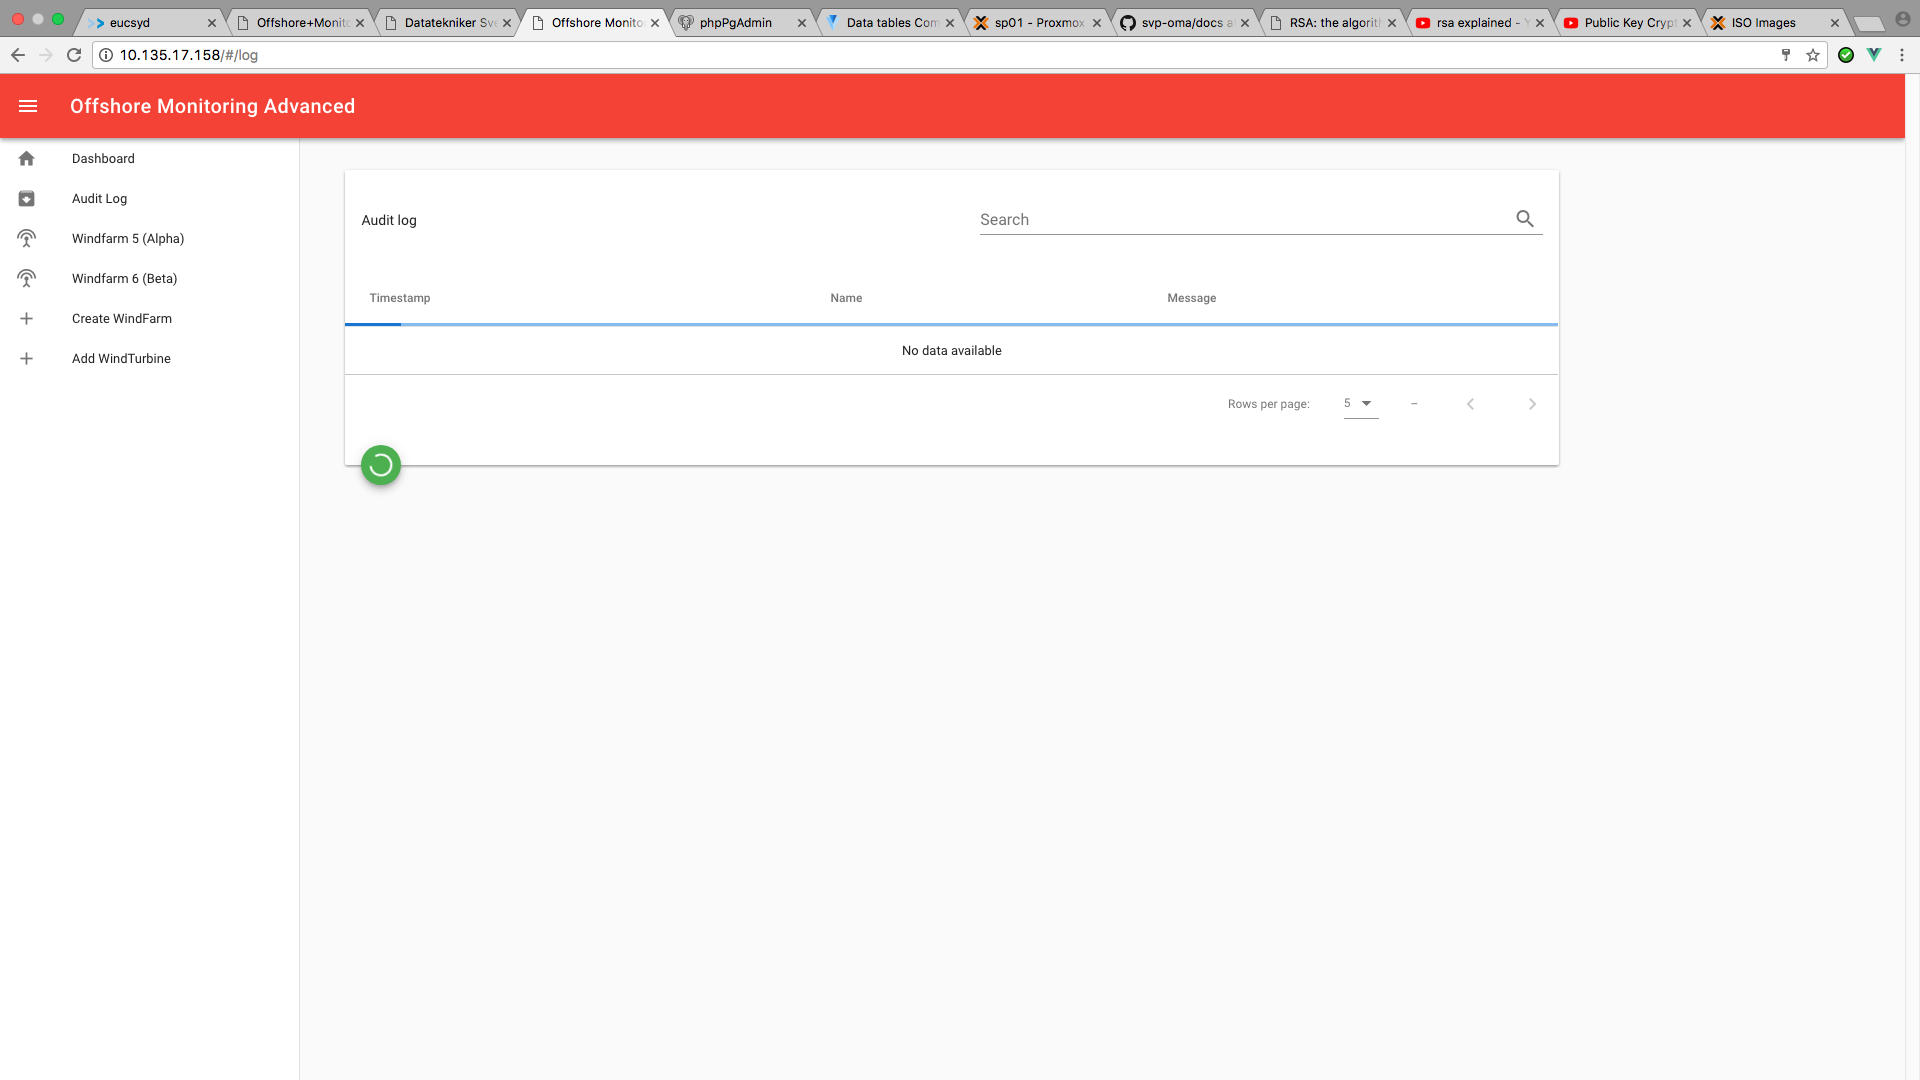 eucsyd
Offshore+Monito
Datatekniker Sve
Offshore Monito
phpPgAdmin
Data tables Com
sp01 - Proxmox
svp-oma/docs a
RSA: the algorith
rsa explained - Y
Public Key Crypt
ISO Images
10.135.17.158/#/log
Offshore Monitoring Advanced
Dashboard
Audit Log
Windfarm 5 (Alpha)
Windfarm 6 (Beta)
Create WindFarm
Add WindTurbine
Audit log
Search
Timestamp Name Message
No data available
Rows per page: 5 –